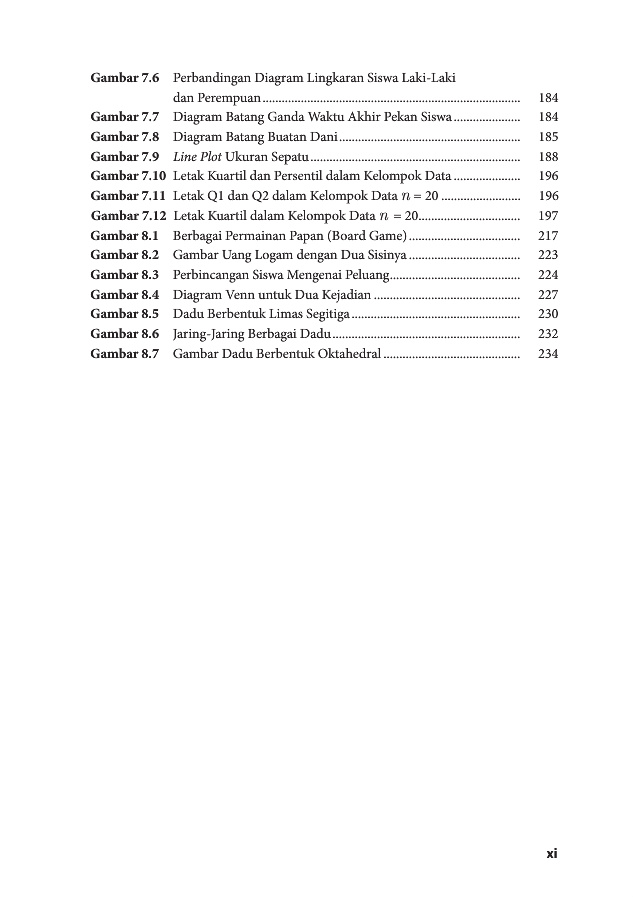 Gambar 7.6 Perbandingan Diagram Lingkaran Siswa Laki-Laki
dan Perempuan ................................................................................ 184
Gambar 7.7 Diagram Batang Ganda Waktu Akhir Pekan Siswa ..................... 184
Gambar 7.8 Diagram Batang Buatan Dani ......................................................... 185
Gambar 7.9 Line Plot Ukuran Sepatu .................................................................. 188
Gambar 7.10 Letak Kuartil dan Persentil dalam Kelompok Data ..................... 196
Gambar 7.11 Letak Q1 dan Q2 dalam Kelompok Data n = 20 ......................... 196
Gambar 7.12 Letak Kuartil dalam Kelompok Data n = 20................................ 197
Gambar 8.1 Berbagai Permainan Papan (Board Game) ................................... 217
Gambar 8.2 Gambar Uang Logam dengan Dua Sisinya ................................... 223
Gambar 8.3 Perbincangan Siswa Mengenai Peluang......................................... 224
Gambar 8.4 Diagram Venn untuk Dua Kejadian .............................................. 227
Gambar 8.5 Dadu Berbentuk Limas Segitiga ..................................................... 230
Gambar 8.6 Jaring-Jaring Berbagai Dadu ........................................................... 232
Gambar 8.7 Gambar Dadu Berbentuk Oktahedral ........................................... 234
xi